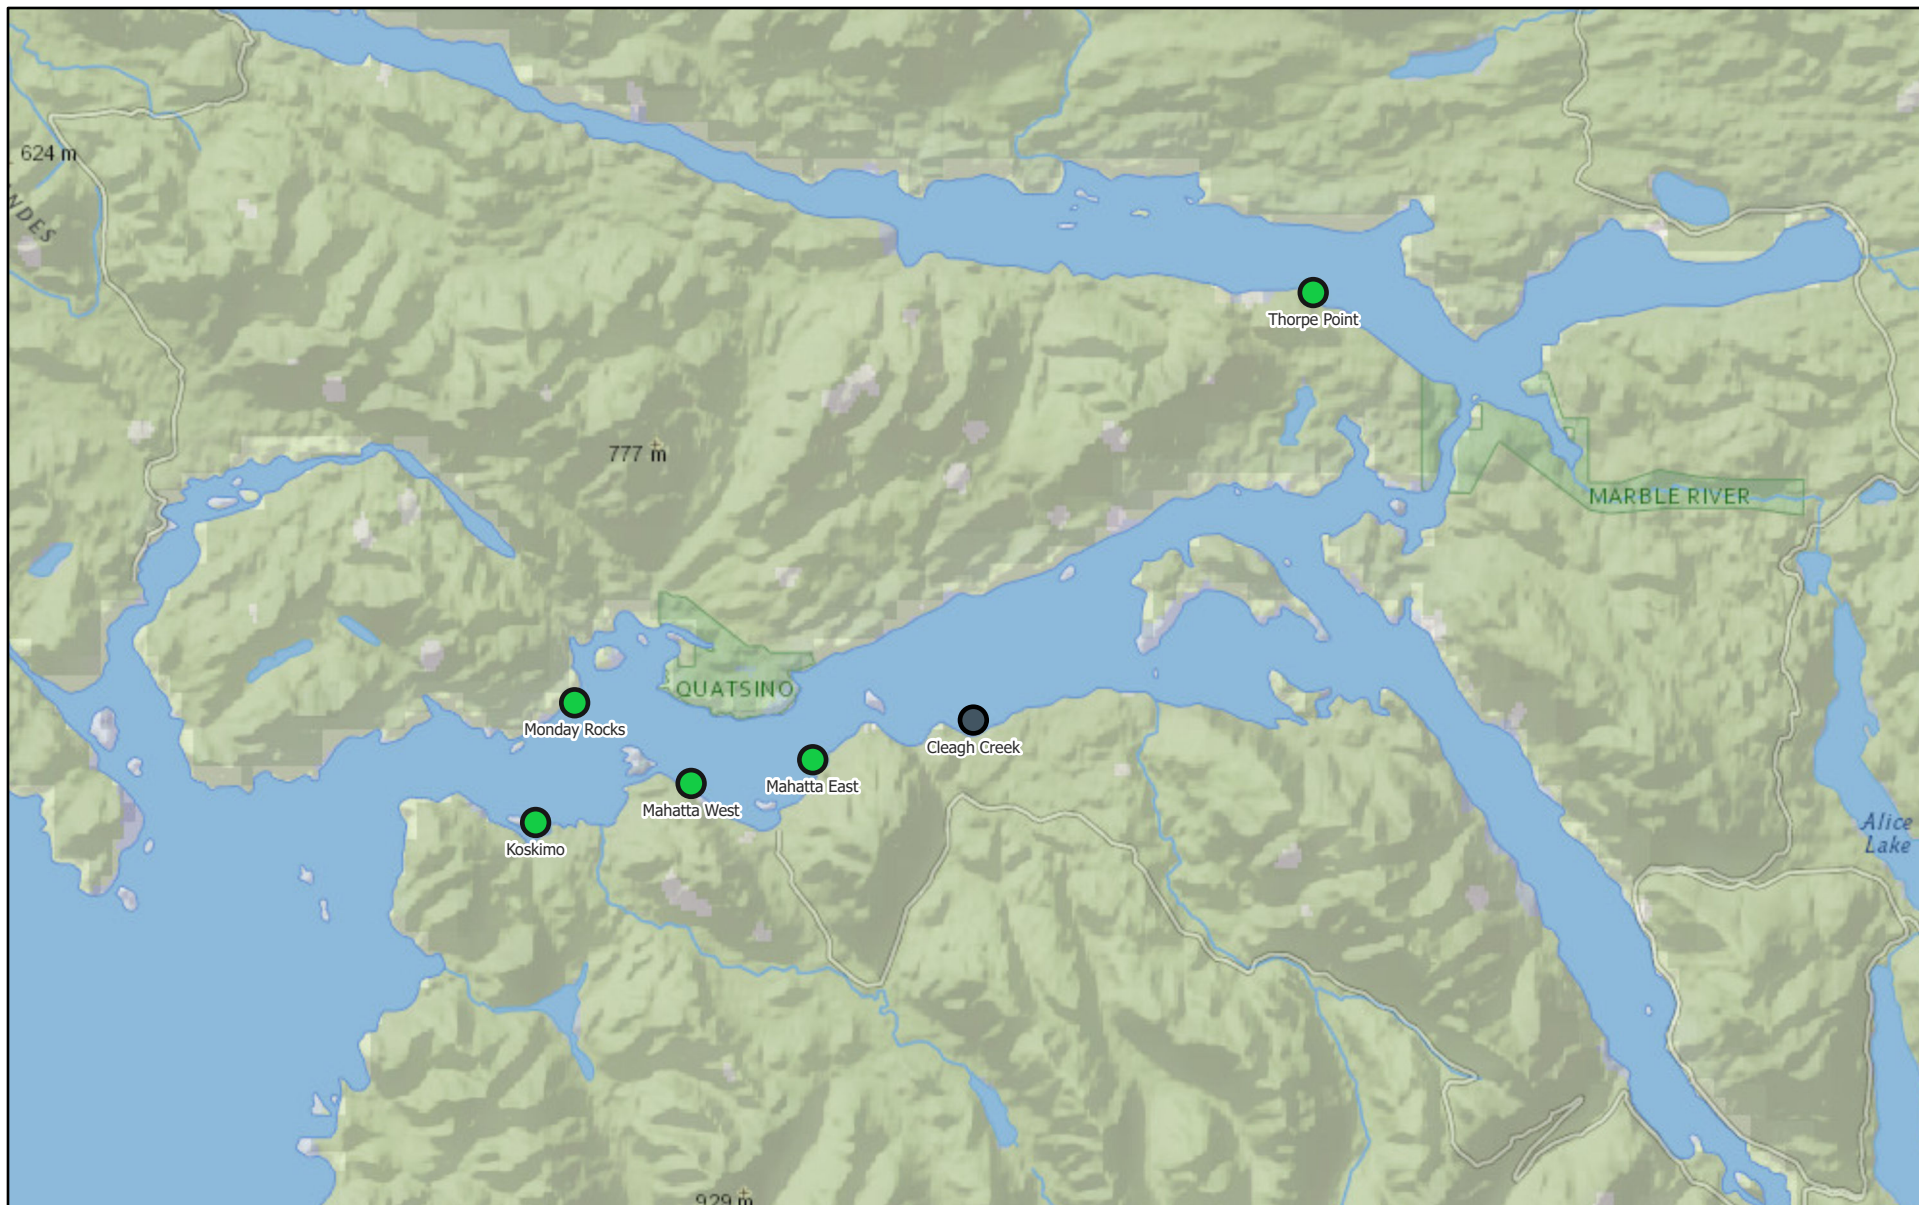 624 m
NDES
Thorpe Point
777 m
MARBLE RIVER
QUATSINO
Monday Rocks
Cleagh Creek
Mahatta East
Mahatta West
Koskimo
Alice
Lake
929 m